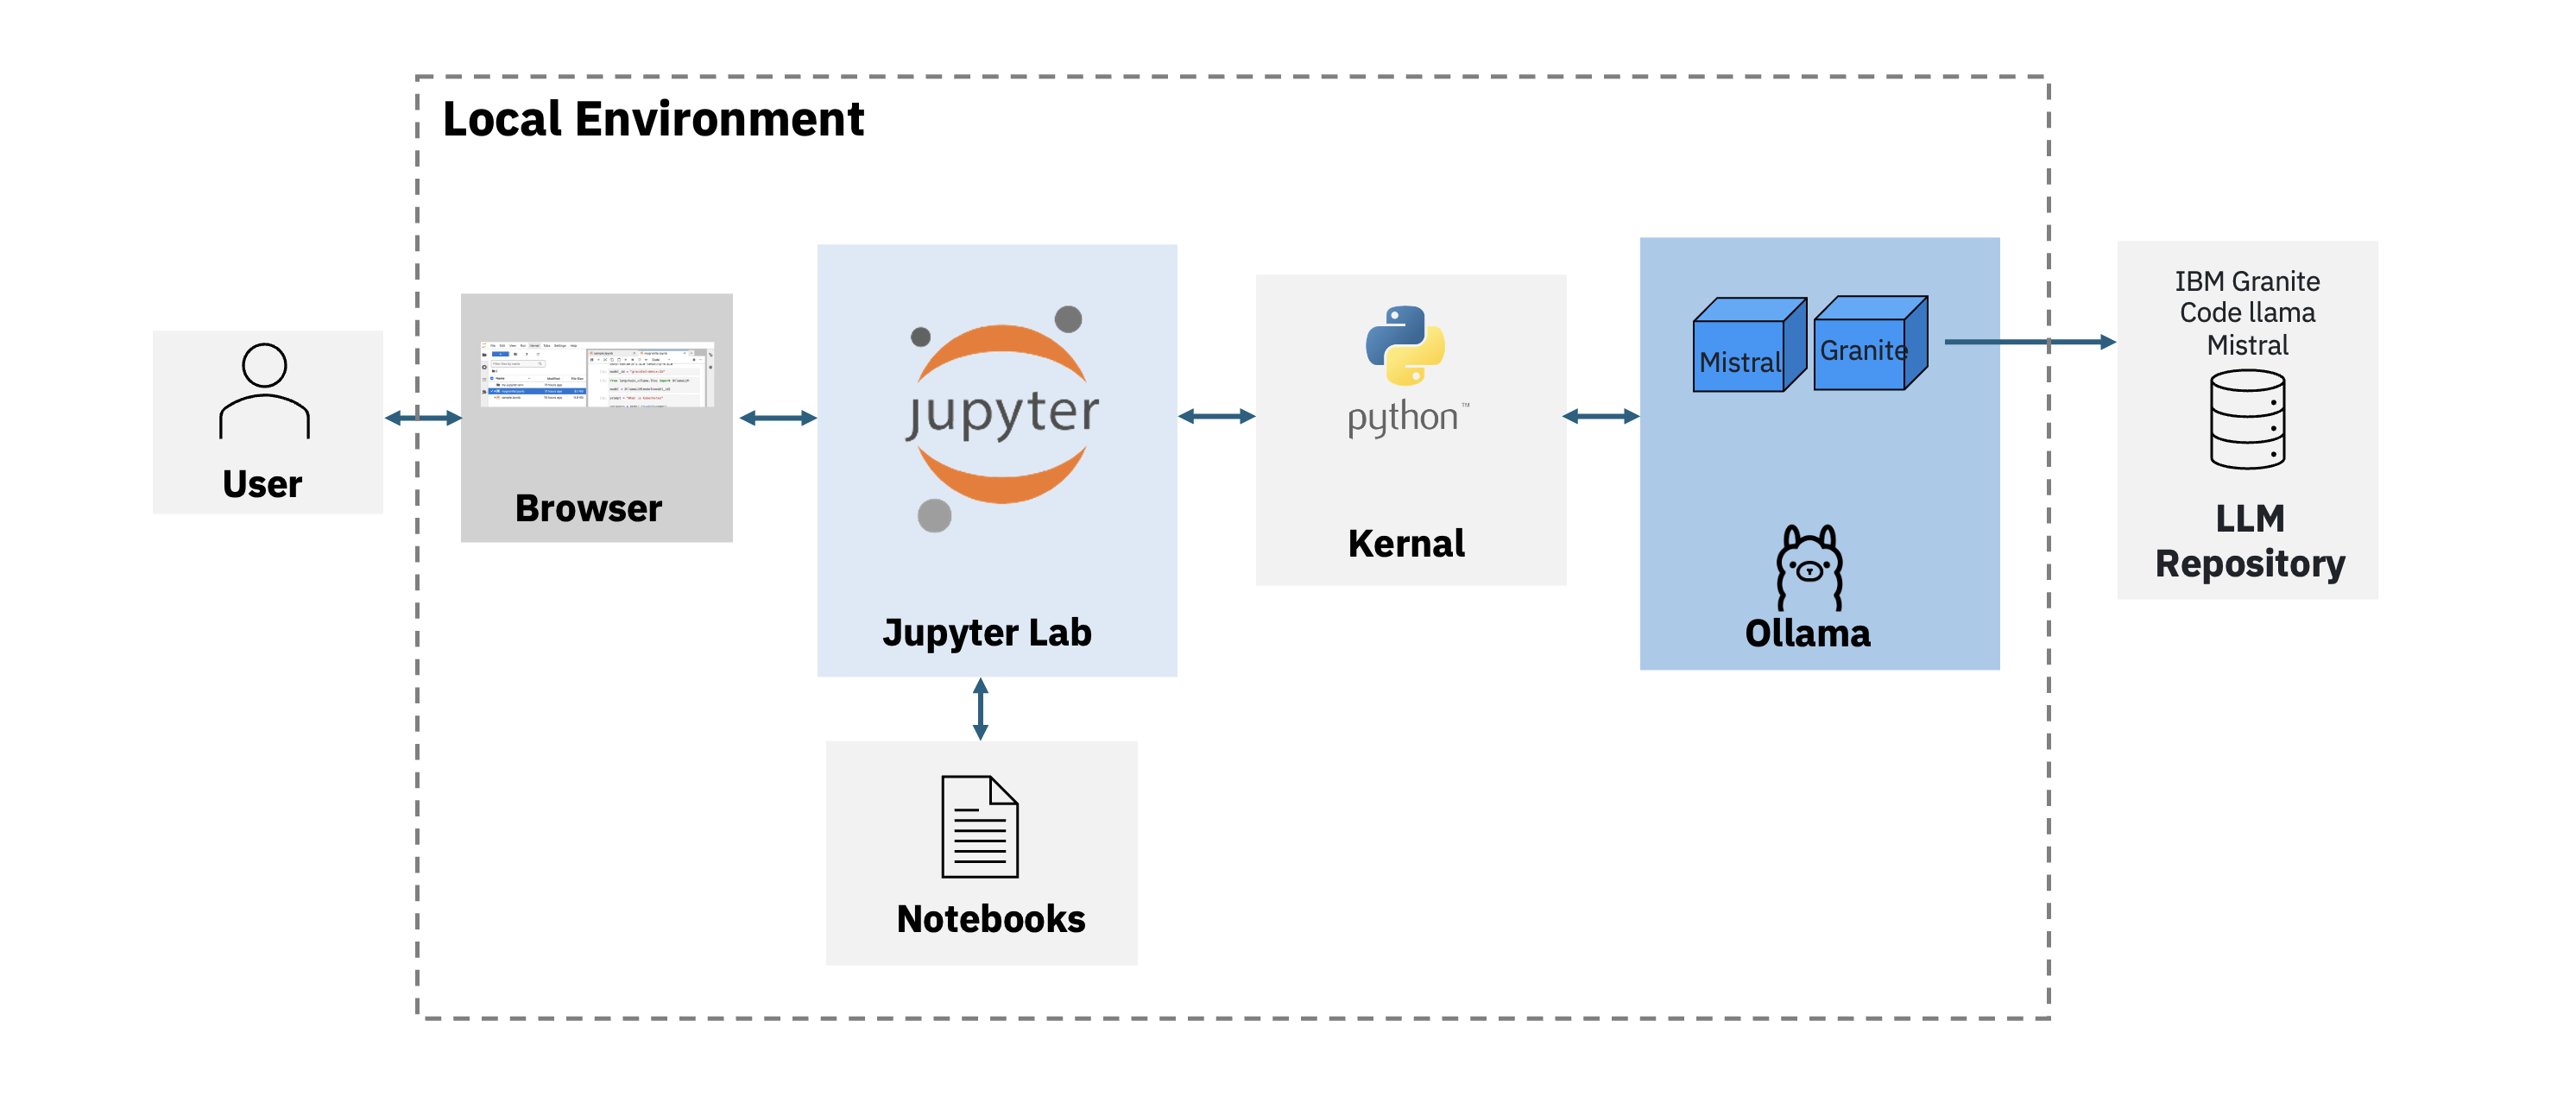 Local Environment
User
Browser
jupyter
Jupyter Lab
python™
Kernal
Mistral
Granite
Ollama
IBM Granite
Code llama
Mistral
LLM
Repository
Notebooks